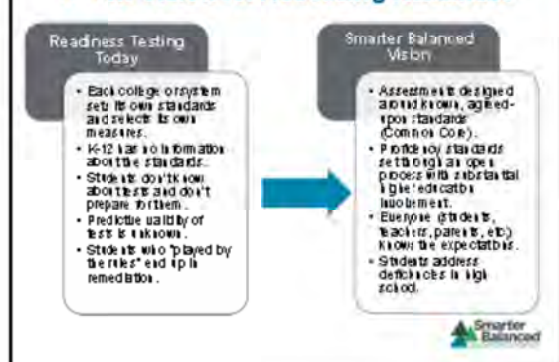 Readiness Testing
Today
• Each college or system
sets its own standards
and selects its own
measures.
• K-12 has no information
about the standards.
• Students don't know
about tests and don't
prepare for them.
• Predictive validity of
tests is unknown.
• Students who "played by
the rules" end up in
remediation.
Smarter Balanced
Vision
• Assessments designed
around known, agreed-
upon standards
(Common Core).
• Proficiency standards
set through an open
process with substantial
higher education
involvement.
• Everyone (students,
teachers, parents, etc)
knows the expectations.
• Students address
deficiencies in high
school.
Smarter
Balanced